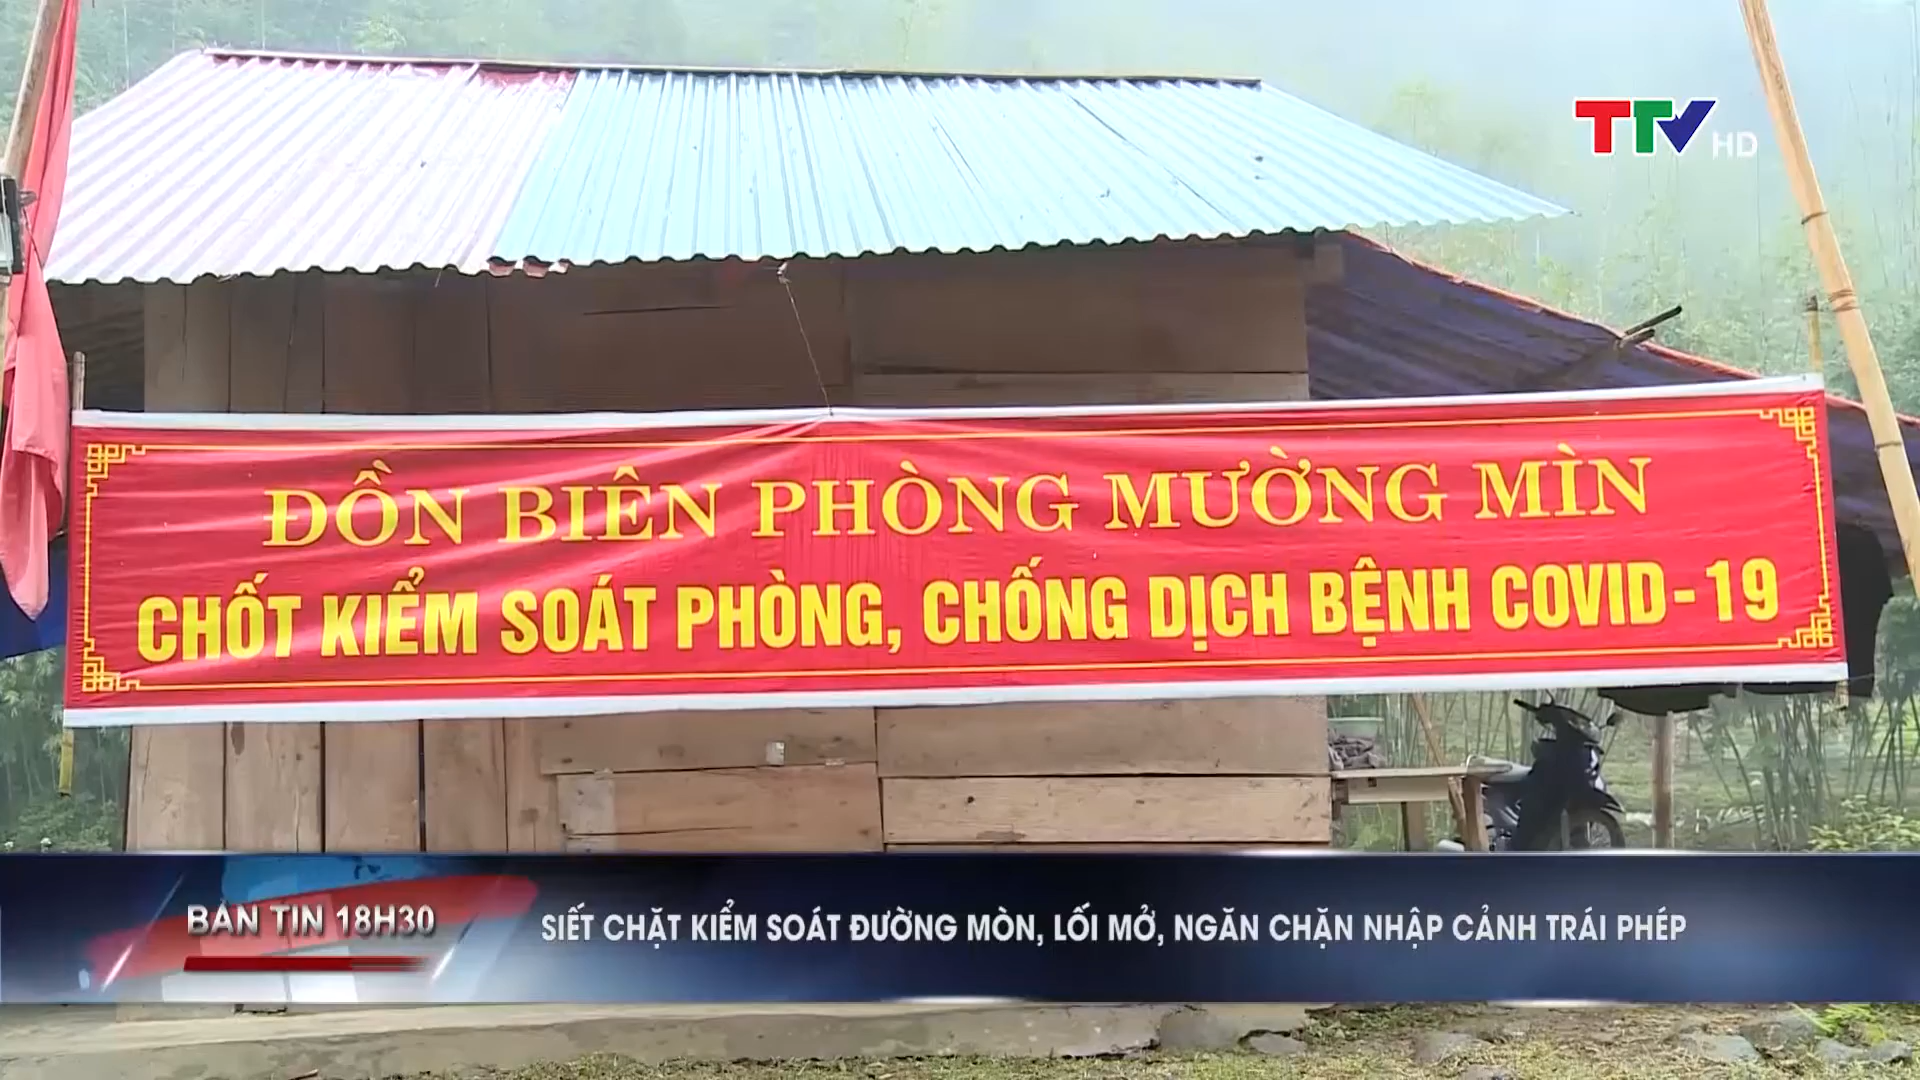 TTV HD
ĐỒN BIÊN PHÒNG MƯỜNG MÌN
CHỐT KIỂM SOÁT PHÒNG, CHỐNG DỊCH BỆNH COVID-19
BẢN TIN 18H30
SIẾT CHẶT KIỂM SOÁT ĐƯỜNG MÒN, LỐI MỞ, NGĂN CHẶN NHẬP CẢNH TRÁI PHÉP